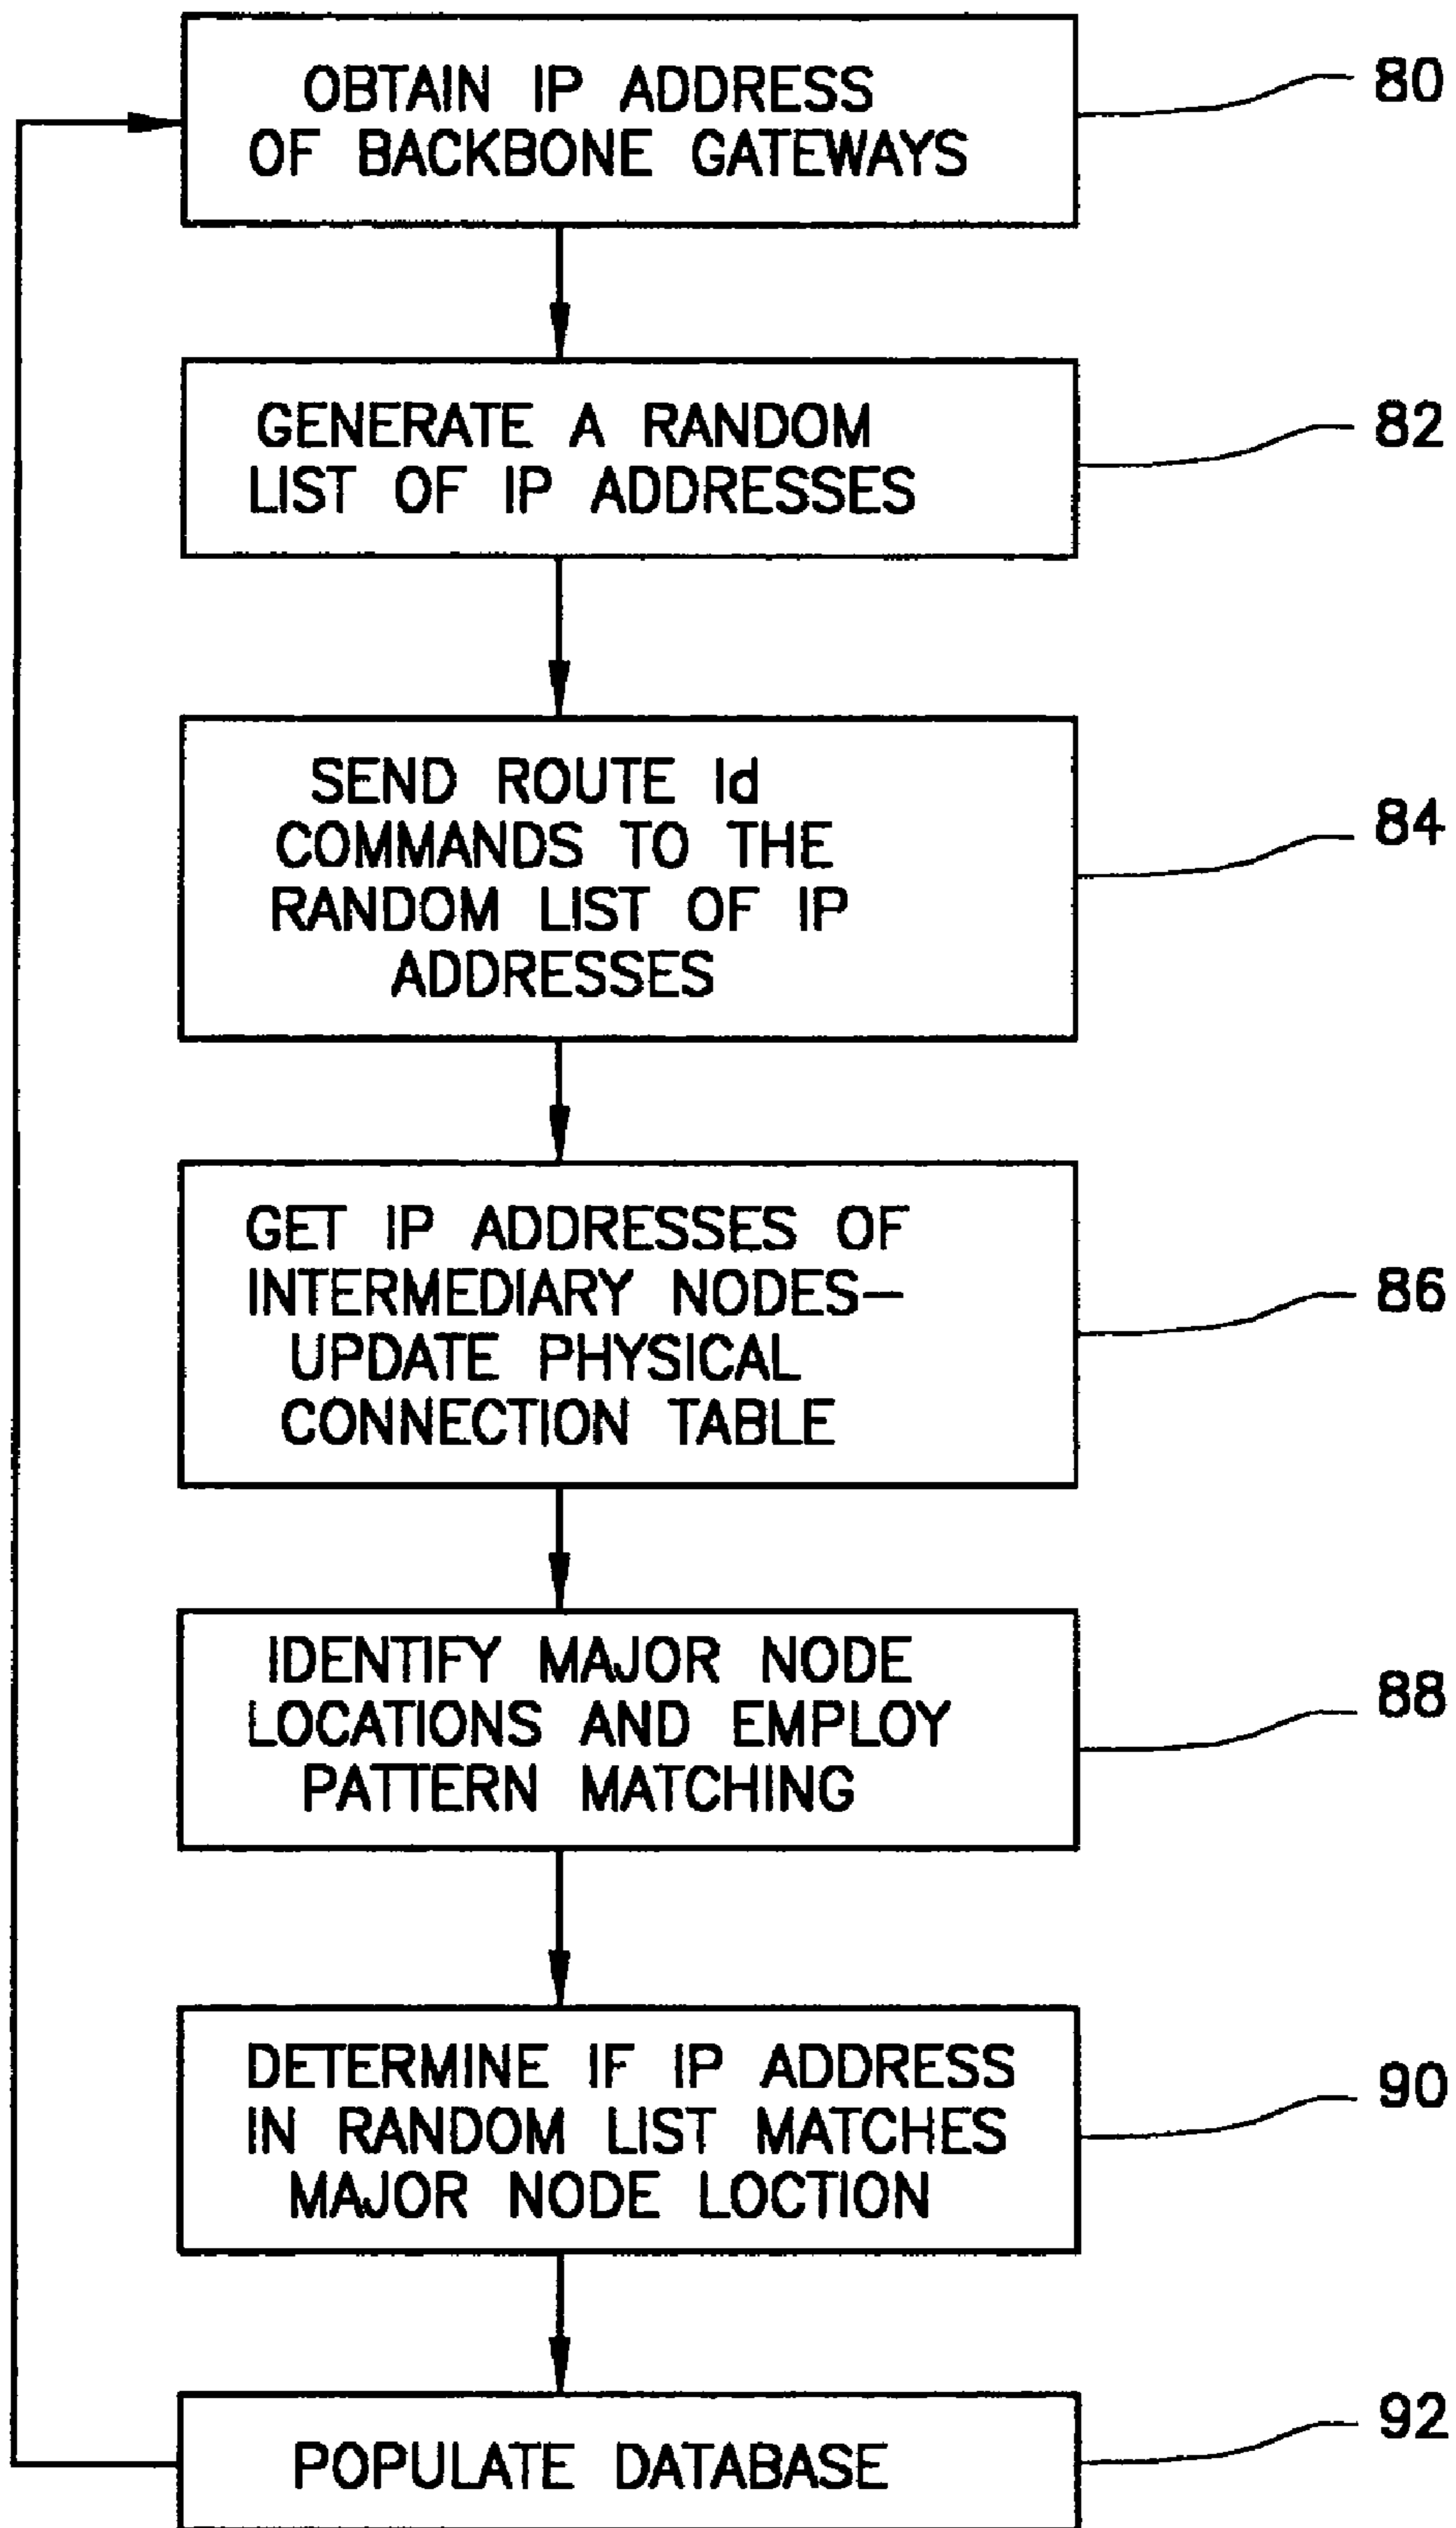 OBTAIN IP ADDRESS
OF BACKBONE GATEWAYS
80
GENERATE A RANDOM
LIST OF IP ADDRESSES
82
SEND ROUTE Id
COMMANDS TO THE
RANDOM LIST OF IP
ADDRESSES
84
GET IP ADDRESSES OF
INTERMEDIARY NODES-
UPDATE PHYSICAL
CONNECTION TABLE
86
IDENTIFY MAJOR NODE
LOCATIONS AND EMPLOY
PATTERN MATCHING
88
DETERMINE IF IP ADDRESS
IN RANDOM LIST MATCHES
MAJOR NODE LOCTION
90
POPULATE DATABASE
92